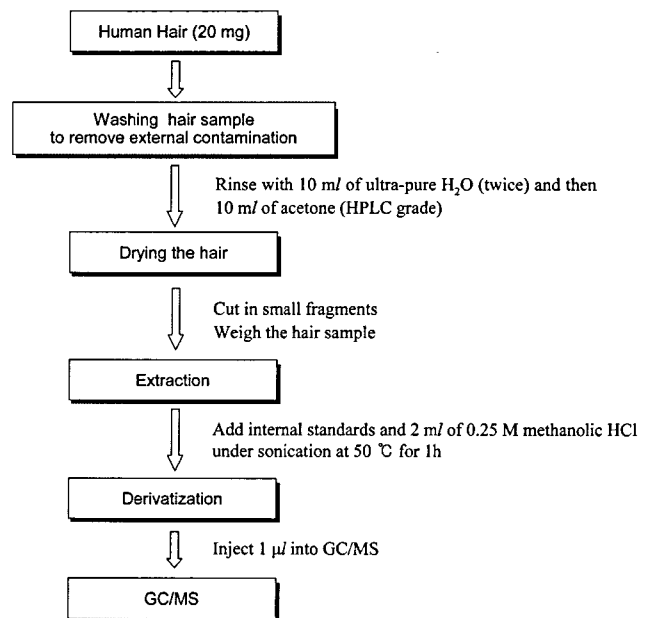 Human Hair (20 mg)
Washing hair sample
to remove external contamination
Rinse with 10 ml of ultra-pure H₂O (twice) and then
10 ml of acetone (HPLC grade)
Drying the hair
Cut in small fragments
Weigh the hair sample
Extraction
Add internal standards and 2 ml of 0.25 M methanolic HCl
under sonication at 50 ℃ for 1h
Derivatization
Inject 1 μl into GC/MS
GC/MS